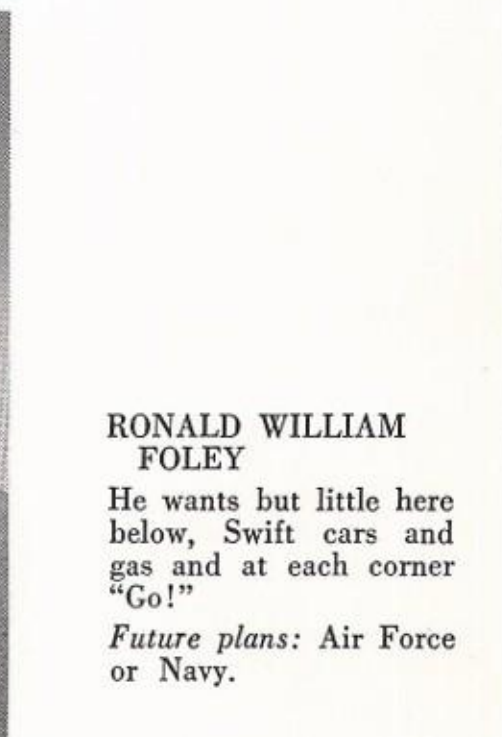 RONALD WILLIAM
FOLEY
He wants but little here
below, Swift cars and
gas and at each corner
“Go!”
Future plans: Air Force
or Navy.